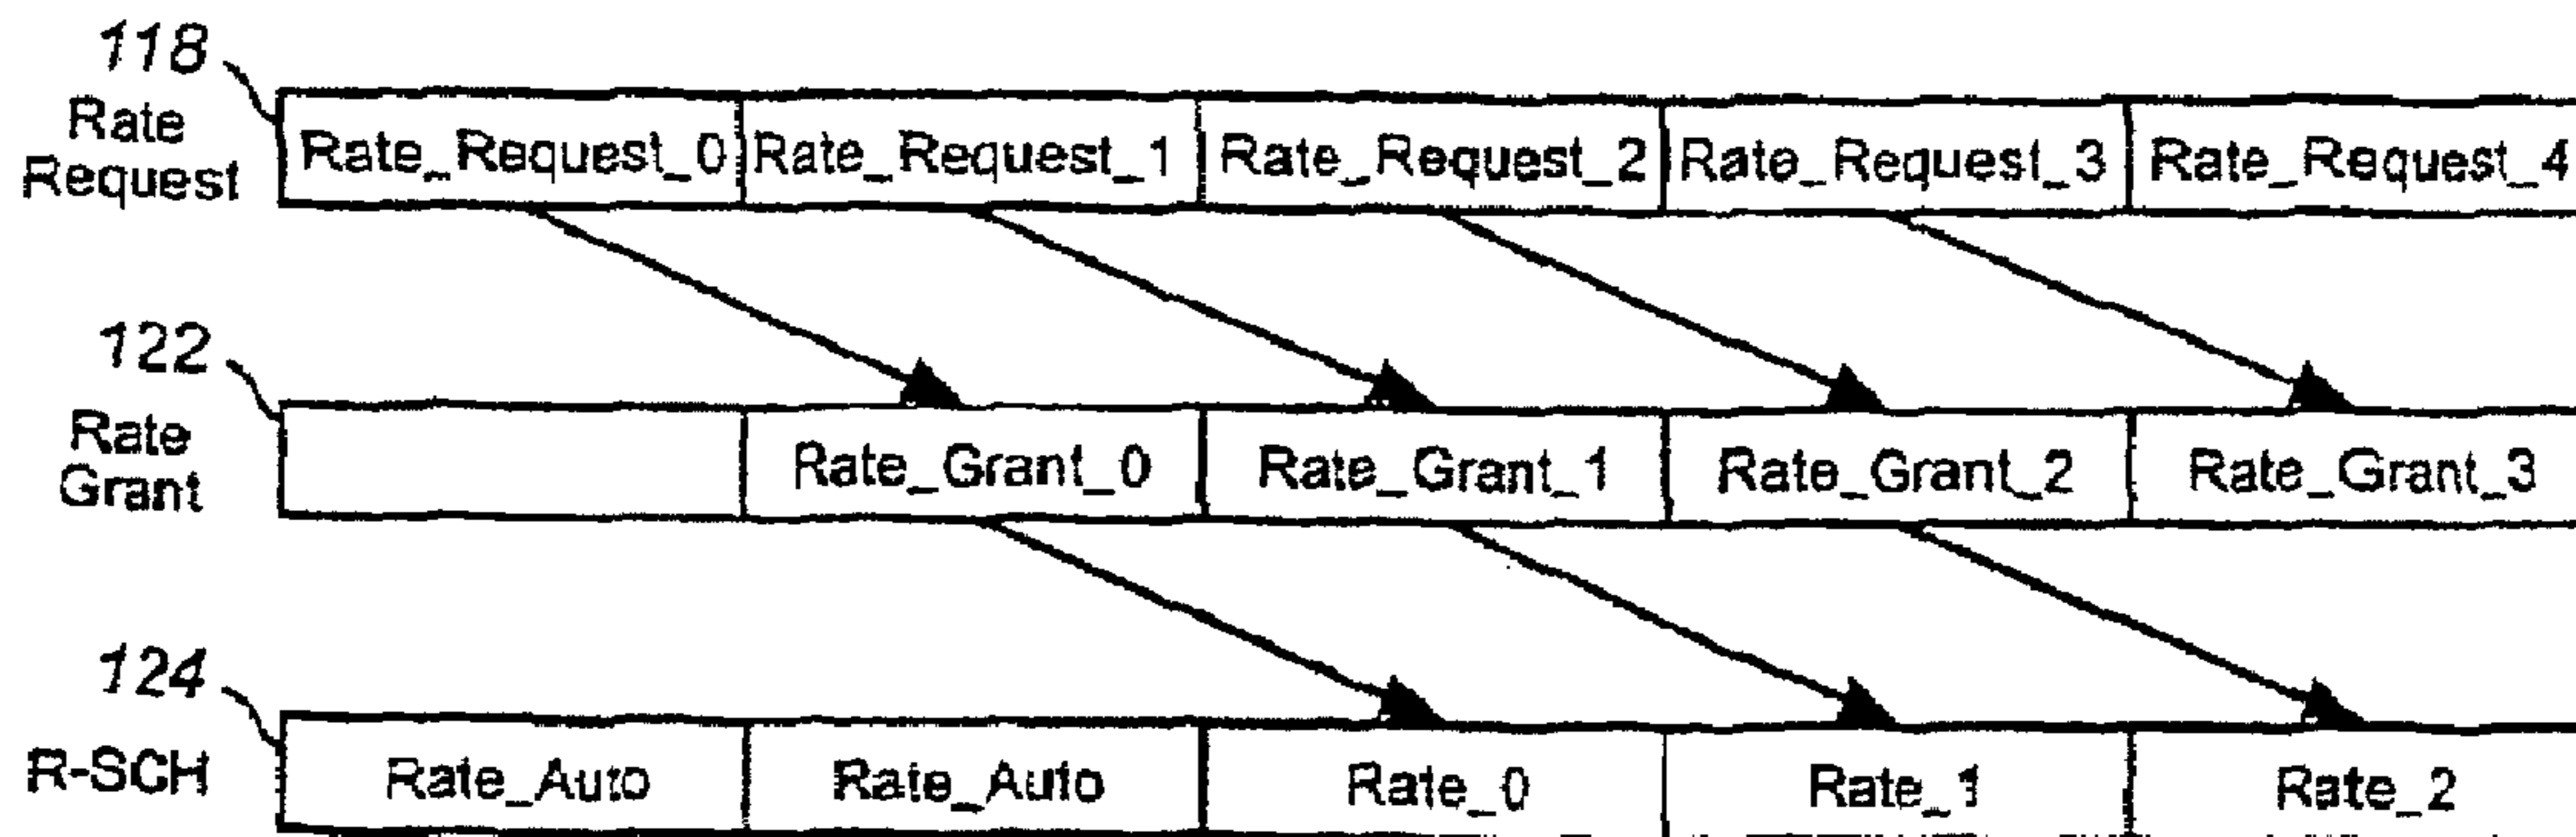 118
Rate
Request
Rate_Request_0 Rate_Request_1 Rate_Request_2 Rate_Request_3 Rate_Request_4
122
Rate
Grant
Rate_Grant_0 Rate_Grant_1 Rate_Grant_2 Rate_Grant_3
124
R-SCH
Rate_Auto Rate_Auto Rate_0 Rate_1 Rate_2